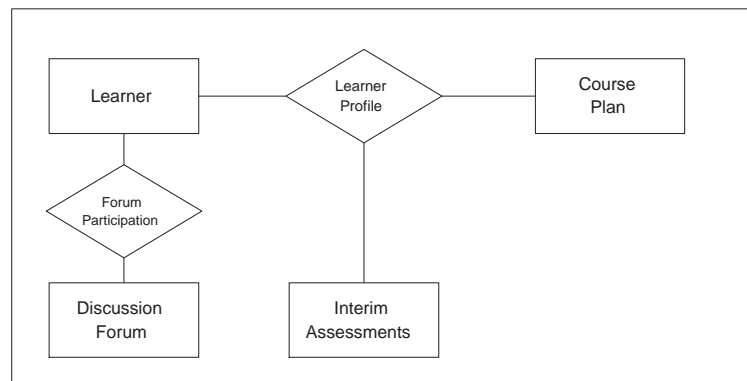 Learner
Learner
Profile
Course
Plan
Forum
Participation
Discussion
Forum
Interim
Assessments